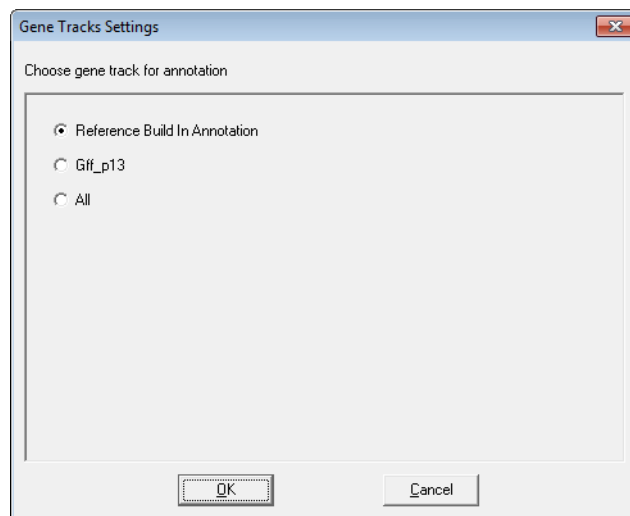 Gene Tracks Settings
Choose gene track for annotation
Reference Build In Annotation
Gff_p13
All
OK Cancel